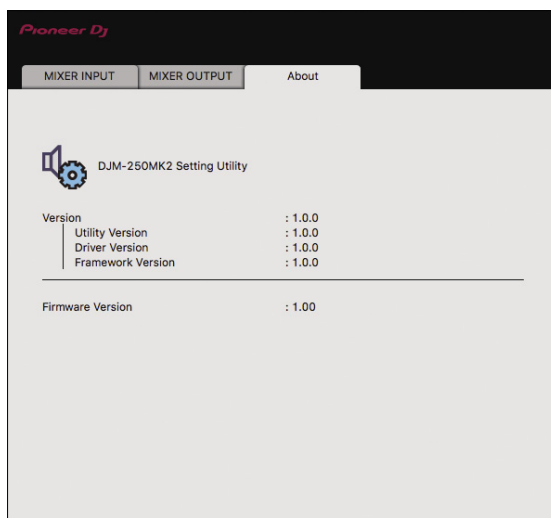 Pioneer Dj
MIXER INPUT MIXER OUTPUT About
DJM-250MK2 Setting Utility
Version : 1.0.0
Utility Version : 1.0.0
Driver Version : 1.0.0
Framework Version : 1.0.0
Firmware Version : 1.00